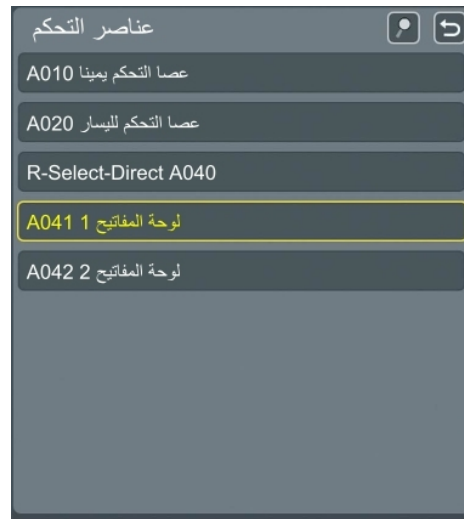 عناصر التحكم
عصا التحكم يمينا A010
عصا التحكم لليسار A020
R-Select-Direct A040
لوحة المفاتيح 1 A041
لوحة المفاتيح 2 A042